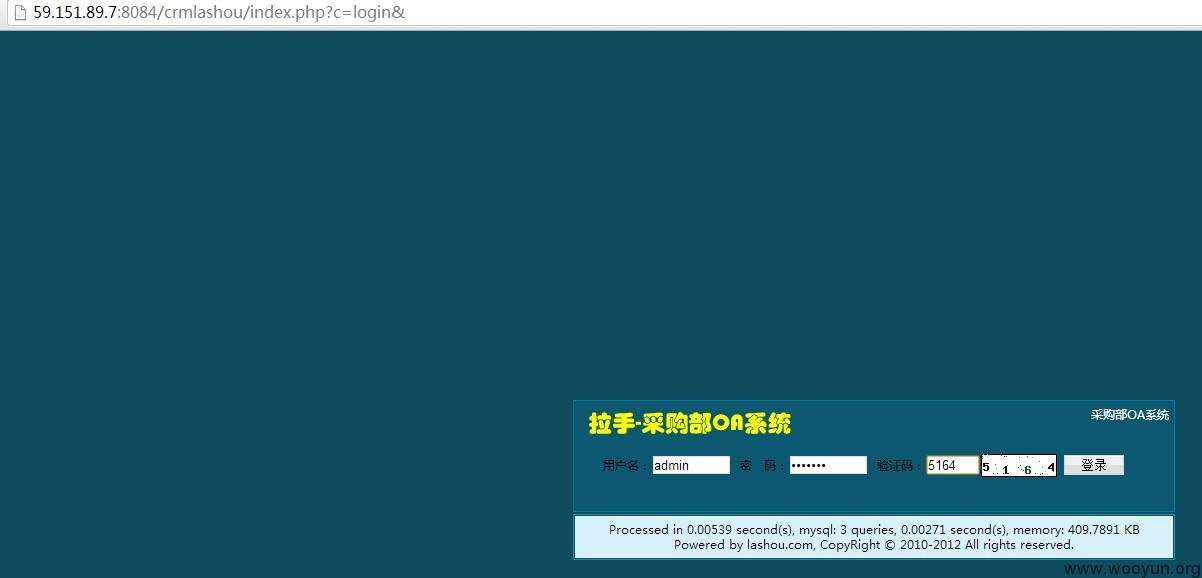 59.151.89.7:8084/crmlashou/index.php?c=login&
拉手-采购部OA系统
采购部OA系统
用户名： admin 密 码： ••••••• 验证码： 5164 5 1 6 4 登录
Processed in 0.00539 second(s), mysql: 3 queries, 0.00271 second(s), memory: 409.7891 KB
Powered by lashou.com, CopyRight © 2010-2012 All rights reserved.
www.wooyun.org